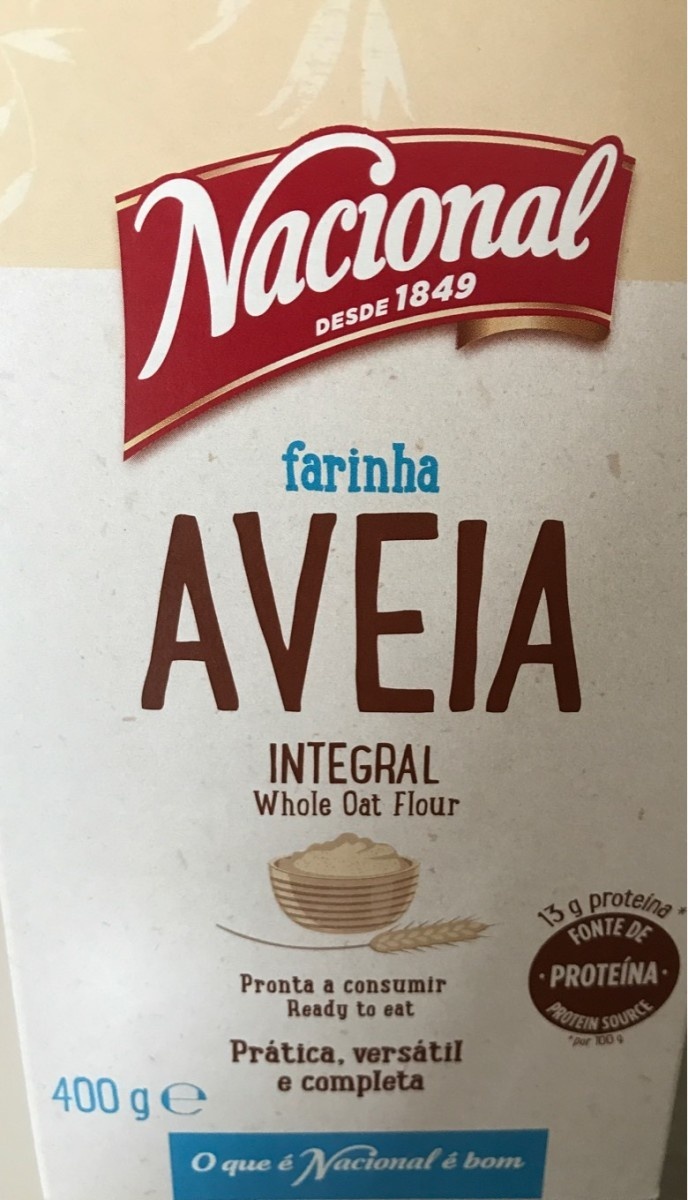 Nacional
DESDE 1849
farinha
AVEIA
INTEGRAL
Whole Oat Flour
13 g proteína*
FONTE DE
· PROTEÍNA ·
PROTEIN SOURCE
*por 100 g
Pronta a consumir
Ready to eat
Prática, versátil
e completa
400 g e
O que é Nacional é bom